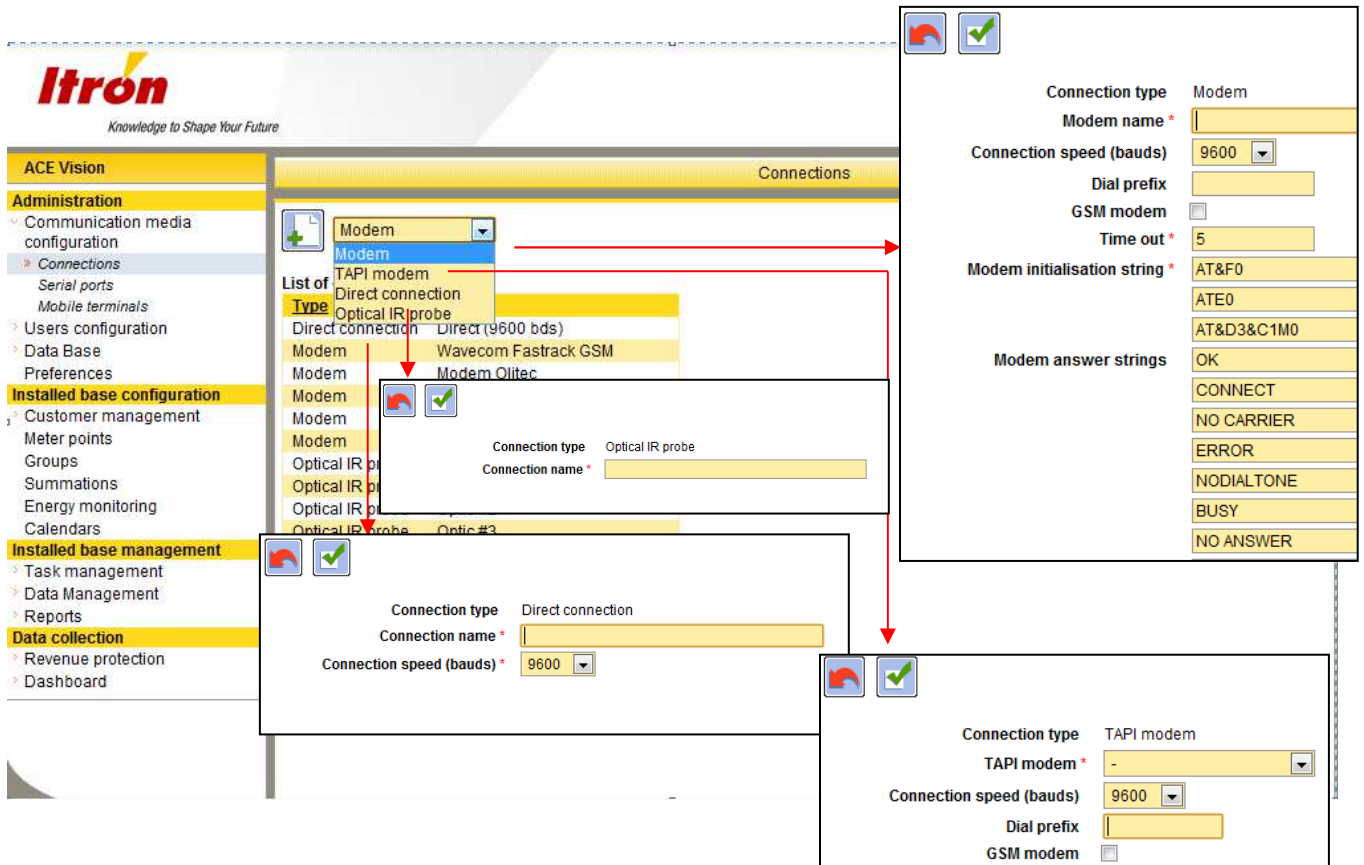 Itron
Knowledge to Shape Your Future
ACE Vision
Administration
Communication media
configuration
Connections
Serial ports
Mobile terminals
Users configuration
Data Base
Preferences
Installed base configuration
Customer management
Meter points
Groups
Summations
Energy monitoring
Calendars
Installed base management
Task management
Data Management
Reports
Data collection
Revenue protection
Dashboard
Connections
Modem
Modem
TAPI modem
Direct connection
Optical IR probe
List of
Type
Direct connection Direct (9600 bds)
Modem Wavecom Fastrack GSM
Modem Modem Olitec
Modem
Modem
Modem
Optical IR
Optical IR
Optical IR
Optical IR probe Optic #3
Connection type Optical IR probe
Connection name *
Connection type Direct connection
Connection name *
Connection speed (bauds) * 9600
Connection type Modem
Modem name *
Connection speed (bauds) 9600
Dial prefix
GSM modem
Time out * 5
Modem initialisation string * AT&F0
ATE0
AT&D3&C1M0
Modem answer strings OK
CONNECT
NO CARRIER
ERROR
NODIALTONE
BUSY
NO ANSWER
Connection type TAPI modem
TAPI modem * -
Connection speed (bauds) 9600
Dial prefix
GSM modem